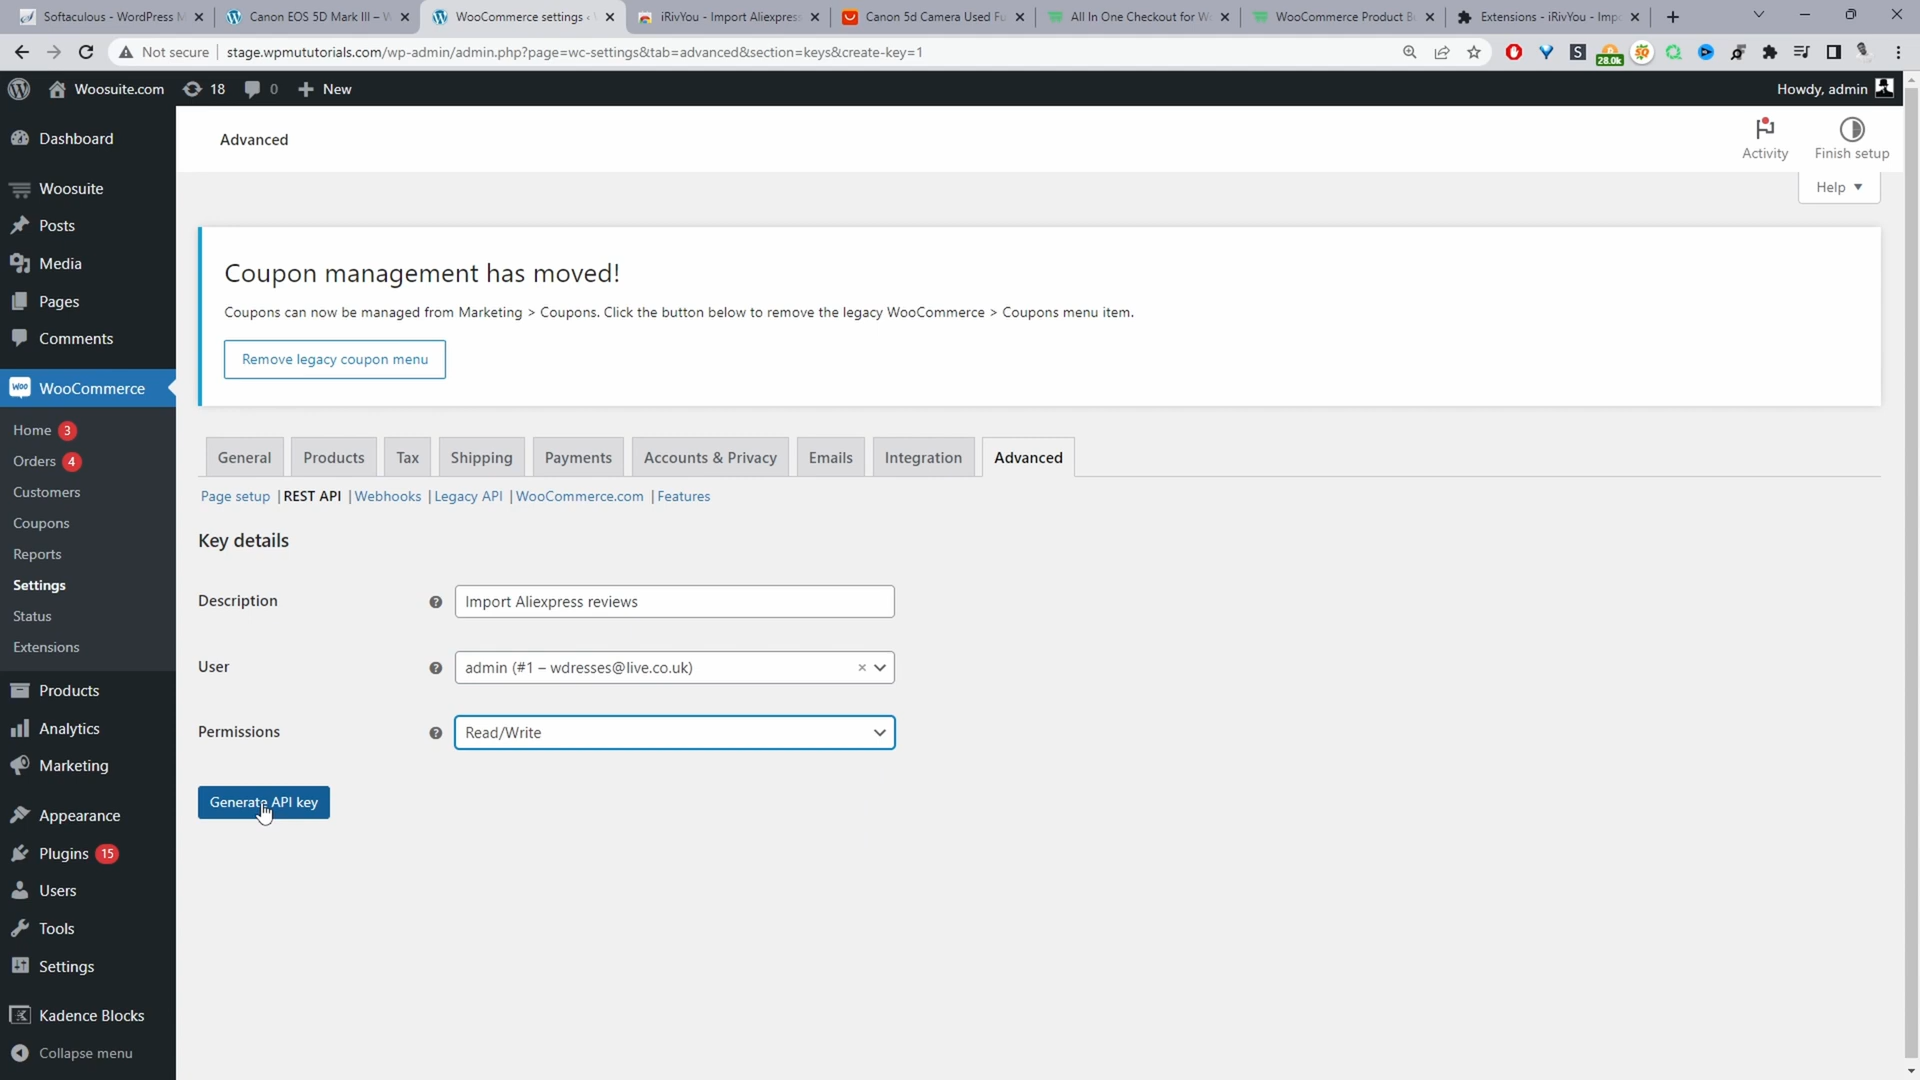 Softaculous - WordPress M
Canon EOS 5D Mark III – W
WooCommerce settings ‹ W
iRivYou - Import Aliexpress
Canon 5d Camera Used Fu
All In One Checkout for W
WooCommerce Product B
Extensions - iRivYou - Imp
Not secure
stage.wpmututorials.com/wp-admin/admin.php?page=wc-settings&tab=advanced&section=keys&create-key=1
28.0k
Woosuite.com
18
0
New
Howdy, admin
Dashboard
Woosuite
Posts
Media
Pages
Comments
WooCommerce
Home 3
Orders 4
Customers
Coupons
Reports
Settings
Status
Extensions
Products
Analytics
Marketing
Appearance
Plugins 15
Users
Tools
Settings
Kadence Blocks
Collapse menu
Advanced
Activity
Finish setup
Help
Coupon management has moved!
Coupons can now be managed from Marketing > Coupons. Click the button below to remove the legacy WooCommerce > Coupons menu item.
Remove legacy coupon menu
General
Products
Tax
Shipping
Payments
Accounts & Privacy
Emails
Integration
Advanced
Page setup | REST API | Webhooks | Legacy API | WooCommerce.com | Features
Key details
Description
Import Aliexpress reviews
User
admin (#1 – wdresses@live.co.uk)
Permissions
Read/Write
Generate API key